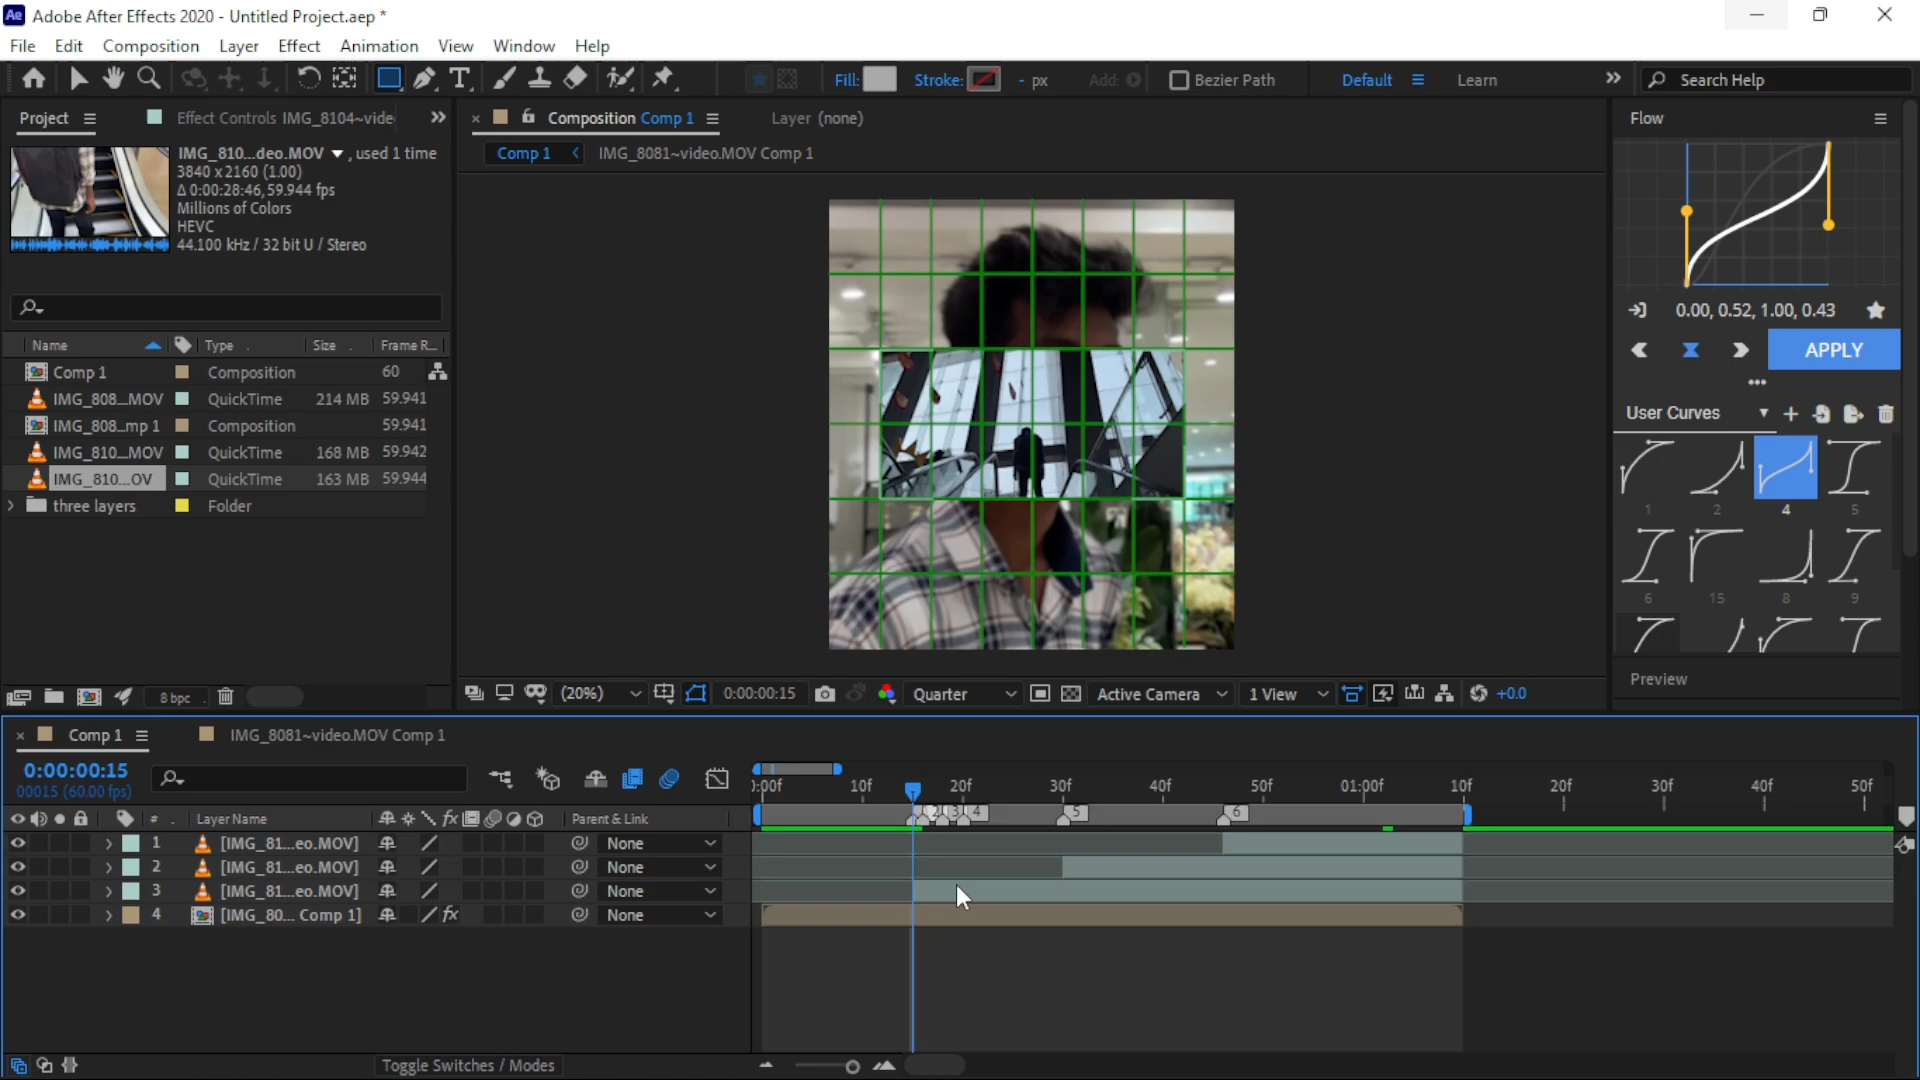 Ae Adobe After Effects 2020 - Untitled Project.aep *
File Edit Composition Layer Effect Animation View Window Help
Fill: Stroke: - px Add: Bezier Path Default Learn Search Help
Project Effect Controls IMG_8104~vide
IMG_810...deo.MOV , used 1 time
3840 x 2160 (1.00)
Δ 0:00:28:46, 59.944 fps
Millions of Colors
HEVC
44.100 kHz / 32 bit U / Stereo
Name Type Size Frame R...
Comp 1 Composition 60
IMG_808...MOV QuickTime 214 MB 59.941
IMG_808...mp 1 Composition 59.941
IMG_810...MOV QuickTime 168 MB 59.942
IMG_810...OV QuickTime 163 MB 59.944
three layers Folder
8 bpc
Composition Comp 1 Layer (none)
Comp 1 IMG_8081~video.MOV Comp 1
(20%) 0:00:00:15 Quarter Active Camera 1 View +0.0
Flow
0.00, 0.52, 1.00, 0.43
APPLY
User Curves
1 2 4 5
6 15 8 9
Preview
Comp 1 IMG_8081~video.MOV Comp 1
0:00:00:15
00015 (60.00 fps)
0:00f 10f 20f 30f 40f 50f 01:00f 10f 20f 30f 40f 50f
2 3 4 5 6
# Layer Name fx Parent & Link
1 [IMG_81...eo.MOV] None
2 [IMG_81...eo.MOV] None
3 [IMG_81...eo.MOV] None
4 [IMG_80... Comp 1] fx None
Toggle Switches / Modes